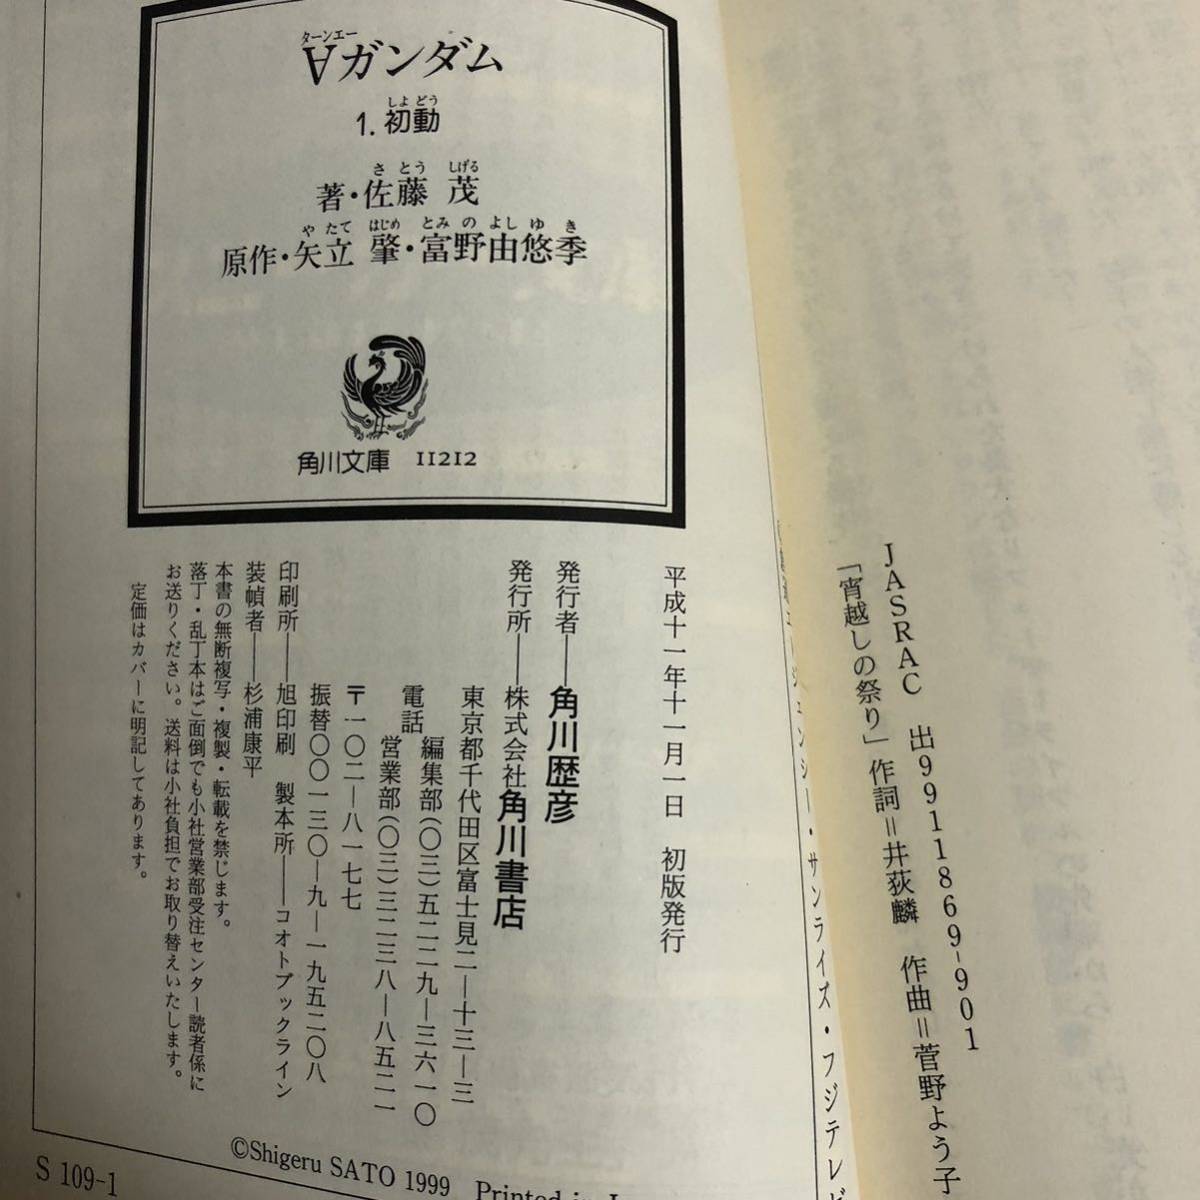 ターンエー
∀ガンダム
しょどう
1. 初動
さとう しげる
著・佐藤 茂
やたて はじめ とみのよしゆき
原作・矢立 肇・富野由悠季
角川文庫 11212
平成十一年十一月一日 初版発行
発行者――角川歴彦
発行所――株式会社角川書店
東京都千代田区富士見二―十三―三
電話 編集部(〇三)五二二九―三六一〇
営業部(〇三)三二三八―八五二一
〒一〇二―八一七七
振替〇〇一三〇―九―一九五二〇八
印刷所――旭印刷 製本所――コオトブックライン
装幀者――杉浦康平
本書の無断複写・複製・転載を禁じます。
落丁・乱丁本はご面倒でも小社営業部受注センター読者係に
お送りください。送料は小社負担でお取り替えいたします。
定価はカバーに明記してあります。
©Shigeru SATO 1999 Printed in
S 109-1
JASRAC 出9911869-901
「宵越しの祭り」作詞=井荻麟 作曲=菅野よう子
エージェンシー・サンライズ・フジテレビ